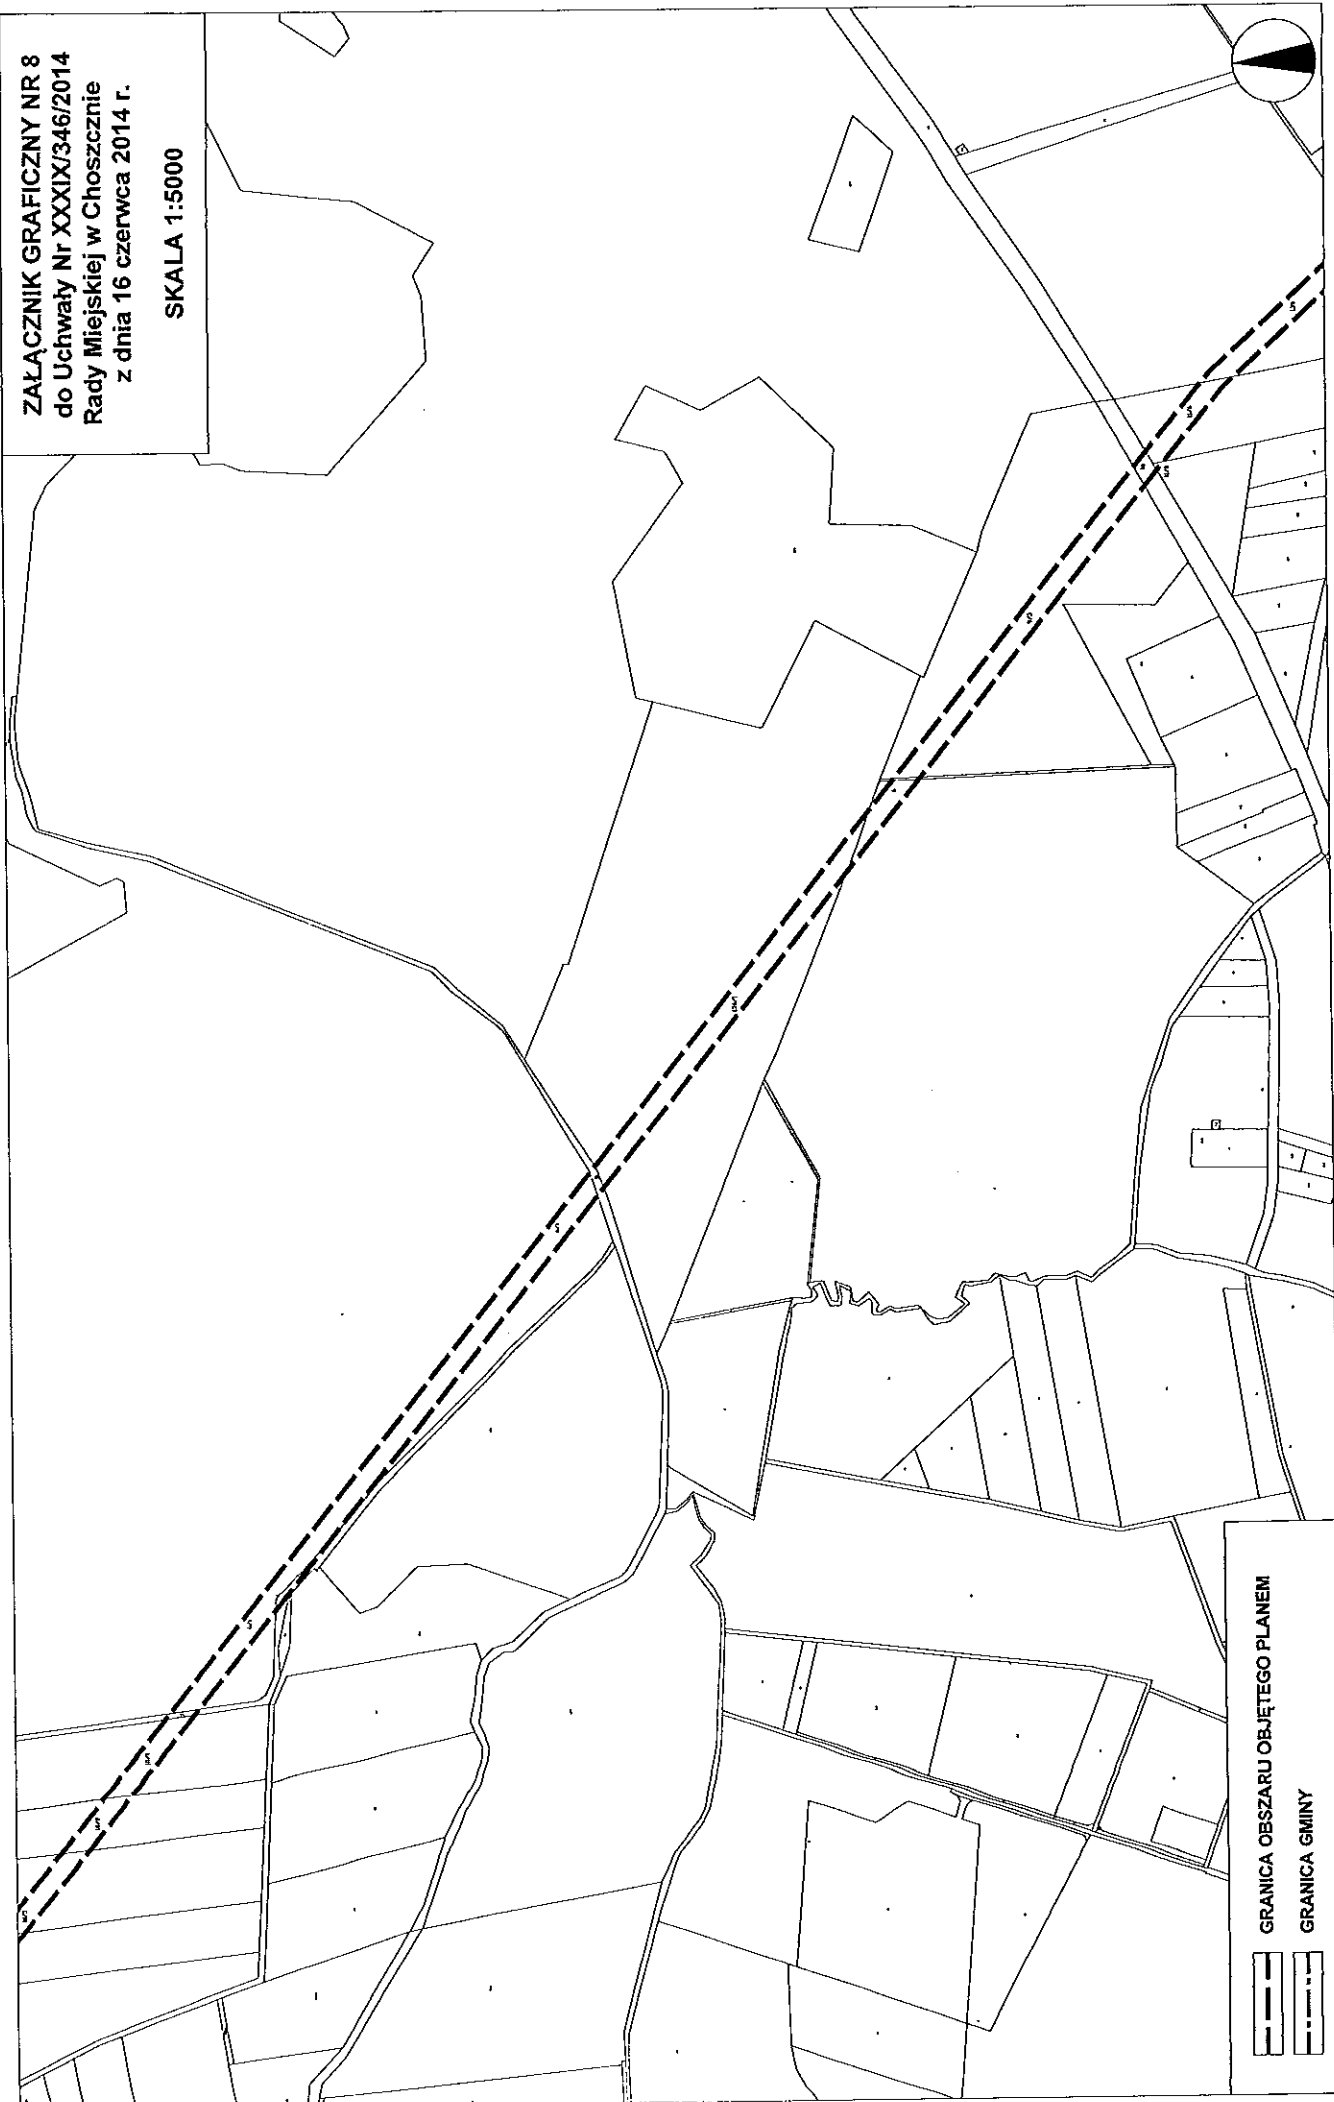 ZAŁĄCZNIK GRAFICZNY NR 8
do Uchwały Nr XXXIX/346/2014
Rady Miejskiej w Choszcznie
z dnia 16 czerwca 2014 r.
SKALA 1:5000
GRANICA OBSZARU OBJĘTEGO PLANEM
GRANICA GMINY